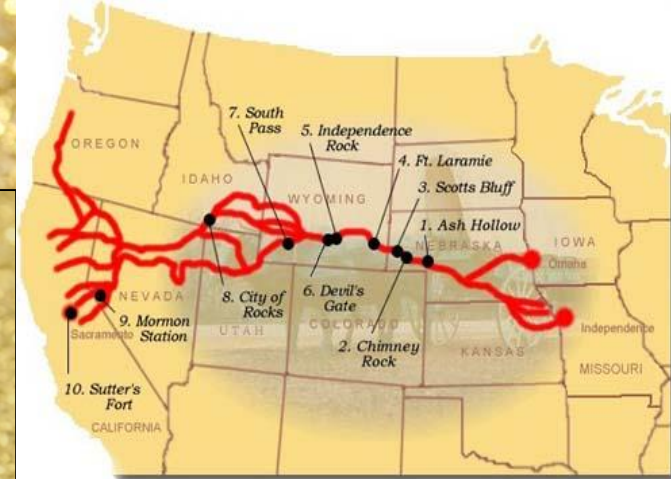 7. South
Pass
5. Independence
Rock
OREGON
4. Ft. Laramie
IDAHO
3. Scotts Bluff
WYOMING
1. Ash Hollow
NEBRASKA
IOWA
Omaha
8. City of
Rocks
6. Devil's
Gate
NEVADA
UTAH
COLORADO
9. Mormon
Station
Sacramento
2. Chimney
Rock
KANSAS
Independence
MISSOURI
10. Sutter's
Fort
CALIFORNIA